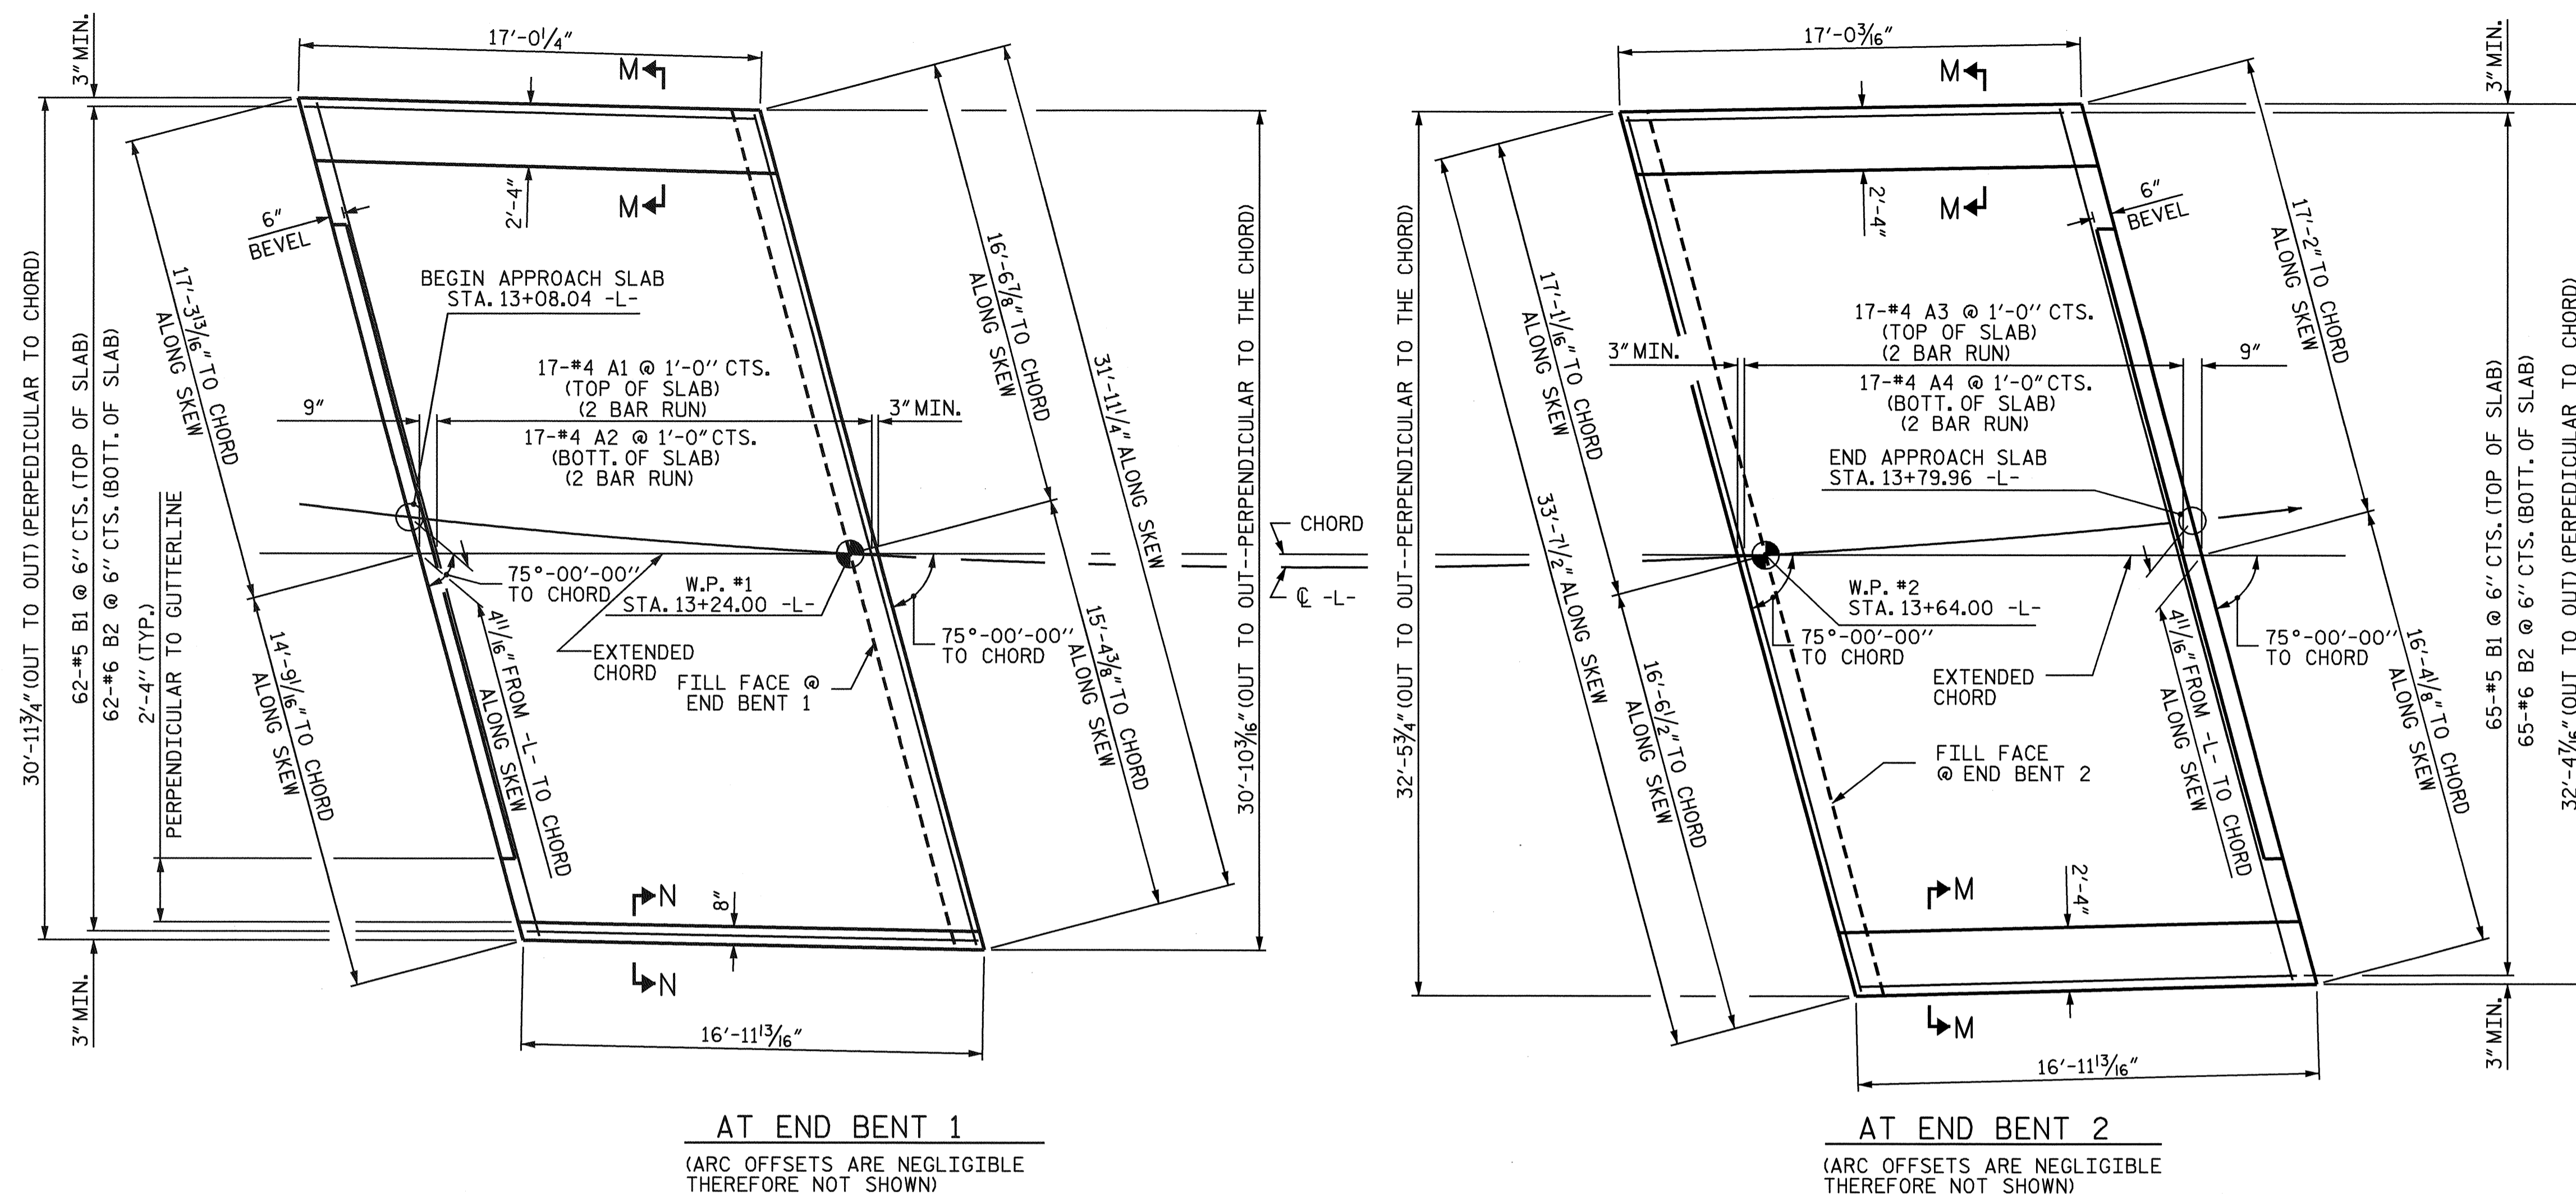 17'-0 1/4"
3" MIN.
M
M
2'-4"
6"
BEVEL
30'-11 3/4" (OUT TO OUT) (PERPEDICULAR TO CHORD)
62-#5 B1 @ 6" CTS. (TOP OF SLAB)
62-#6 B2 @ 6" CTS. (BOTT. OF SLAB)
2'-4" (TYP.)
PERPENDICULAR TO GUTTERLINE
17'-3 13/16" TO CHORD
ALONG SKEW
14'-9 1/16" TO CHORD
ALONG SKEW
BEGIN APPROACH SLAB
STA. 13+08.04 -L-
17-#4 A1 @ 1'-0" CTS.
(TOP OF SLAB)
(2 BAR RUN)
9"
3" MIN.
17-#4 A2 @ 1'-0" CTS.
(BOTT. OF SLAB)
(2 BAR RUN)
75°-00'-00"
TO CHORD
W.P. #1
STA. 13+24.00 -L-
EXTENDED
CHORD
FILL FACE @
END BENT 1
75°-00'-00"
TO CHORD
4 11/16" FROM -L- TO CHORD
ALONG SKEW
16'-6 7/8" TO CHORD
ALONG SKEW
31'-11 1/4" ALONG SKEW
15'-4 3/8" TO CHORD
ALONG SKEW
30'-10 3/16" (OUT TO OUT--PERPENDICULAR TO THE CHORD)
N
8"
N
3" MIN.
16'-11 13/16"
AT END BENT 1
(ARC OFFSETS ARE NEGLIGIBLE
THEREFORE NOT SHOWN)
CHORD
℄ -L-
17'-0 3/16"
3" MIN.
M
M
2'-4"
6"
BEVEL
32'-5 3/4" (OUT TO OUT--PERPENDICULAR TO THE CHORD)
17'-1 1/16" TO CHORD
ALONG SKEW
33'-7 1/2" ALONG SKEW
16'-6 1/2" TO CHORD
ALONG SKEW
3" MIN.
17-#4 A3 @ 1'-0" CTS.
(TOP OF SLAB)
(2 BAR RUN)
9"
17-#4 A4 @ 1'-0" CTS.
(BOTT. OF SLAB)
(2 BAR RUN)
END APPROACH SLAB
STA. 13+79.96 -L-
W.P. #2
STA. 13+64.00 -L-
75°-00'-00"
TO CHORD
EXTENDED
CHORD
75°-00'-00"
TO CHORD
FILL FACE
@ END BENT 2
4 11/16" FROM -L- TO CHORD
ALONG SKEW
17'-2" TO CHORD
ALONG SKEW
16'-4 1/8" TO CHORD
ALONG SKEW
65-#5 B1 @ 6" CTS. (TOP OF SLAB)
65-#6 B2 @ 6" CTS. (BOTT. OF SLAB)
32'-4 7/16" (OUT TO OUT) (PERPEDICULAR TO CHORD)
M
2'-4"
M
3" MIN.
16'-11 13/16"
AT END BENT 2
(ARC OFFSETS ARE NEGLIGIBLE
THEREFORE NOT SHOWN)